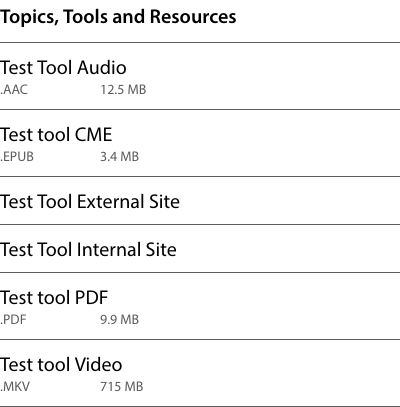 Topics, Tools and Resources
Test Tool Audio
.AAC 12.5 MB
Test tool CME
.EPUB 3.4 MB
Test Tool External Site
Test Tool Internal Site
Test tool PDF
.PDF 9.9 MB
Test tool Video
.MKV 715 MB